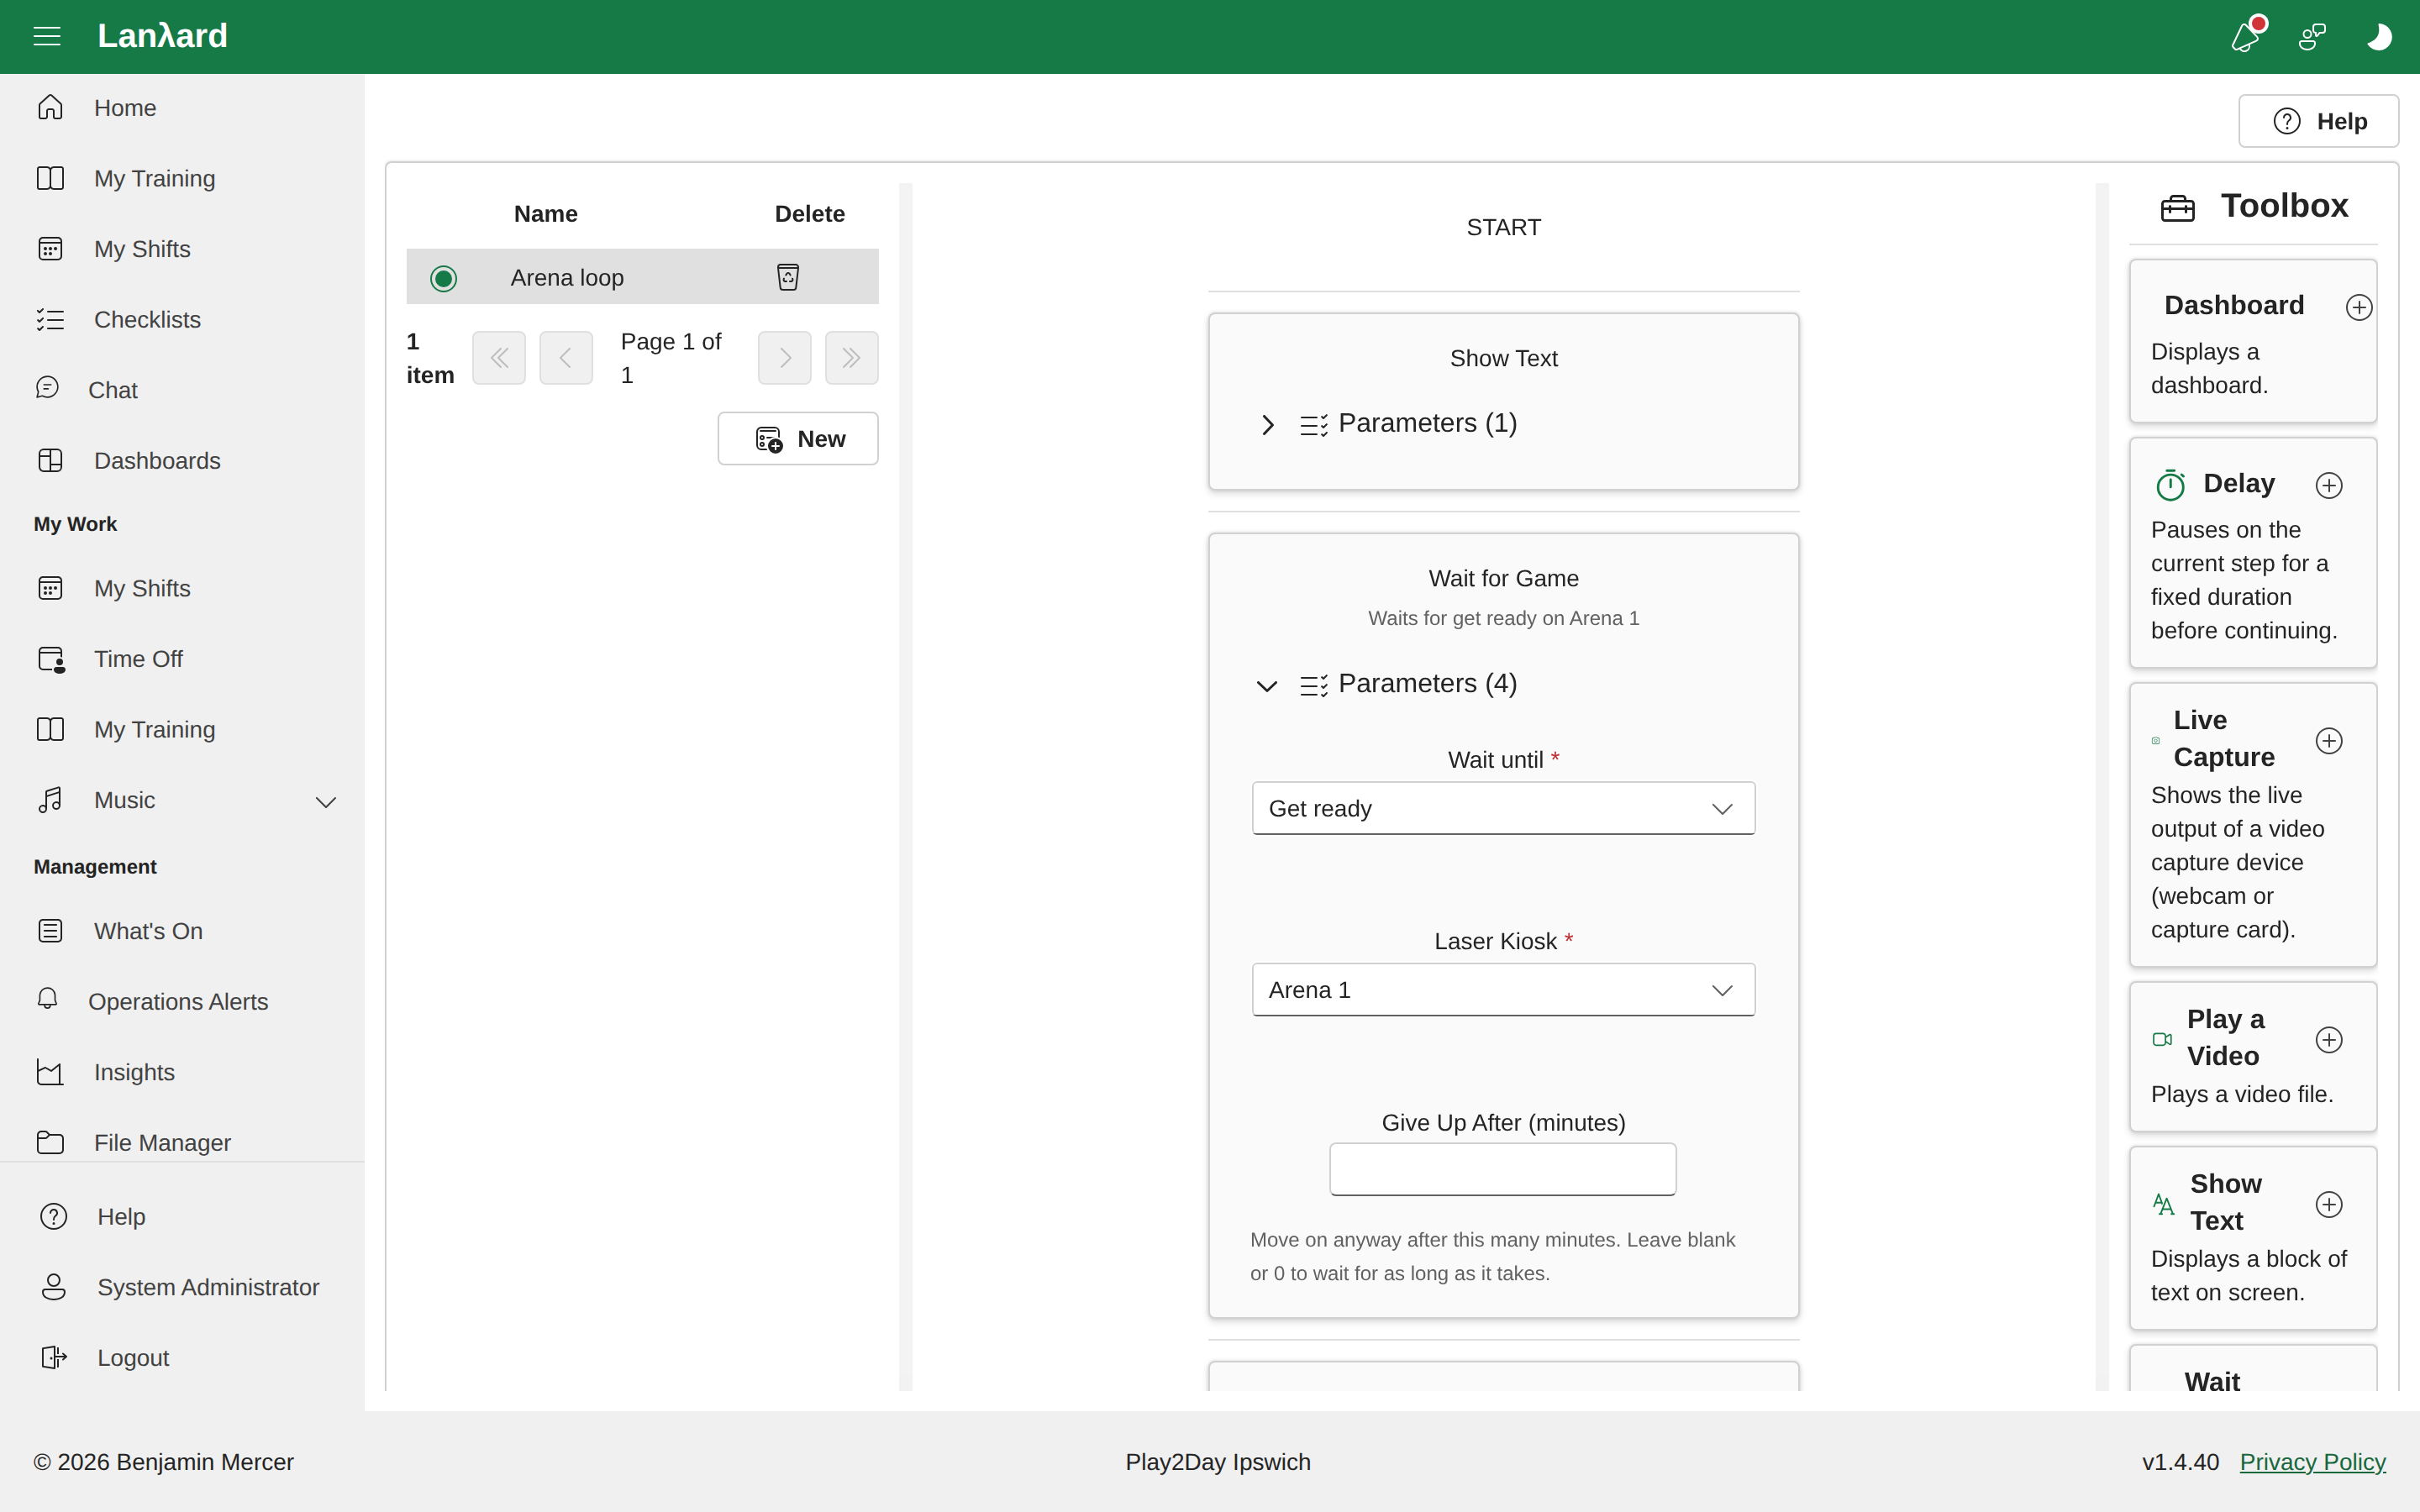 Lanλard
Home
My Training
My Shifts
Checklists
Chat
Dashboards
My Work
My Shifts
Time Off
My Training
Music
Management
What's On
Operations Alerts
Insights
File Manager
Help
System Administrator
Logout
Help
Name Delete
Arena loop
1 item
Page 1 of 1
New
START
Show Text
Parameters (1)
Wait for Game
Waits for get ready on Arena 1
Parameters (4)
Wait until *
Get ready
Laser Kiosk *
Arena 1
Give Up After (minutes)
Move on anyway after this many minutes. Leave blank
or 0 to wait for as long as it takes.
Toolbox
Dashboard
Displays a
dashboard.
Delay
Pauses on the
current step for a
fixed duration
before continuing.
Live
Capture
Shows the live
output of a video
capture device
(webcam or
capture card).
Play a
Video
Plays a video file.
Show
Text
Displays a block of
text on screen.
Wait
© 2026 Benjamin Mercer
Play2Day Ipswich
v1.4.40 Privacy Policy